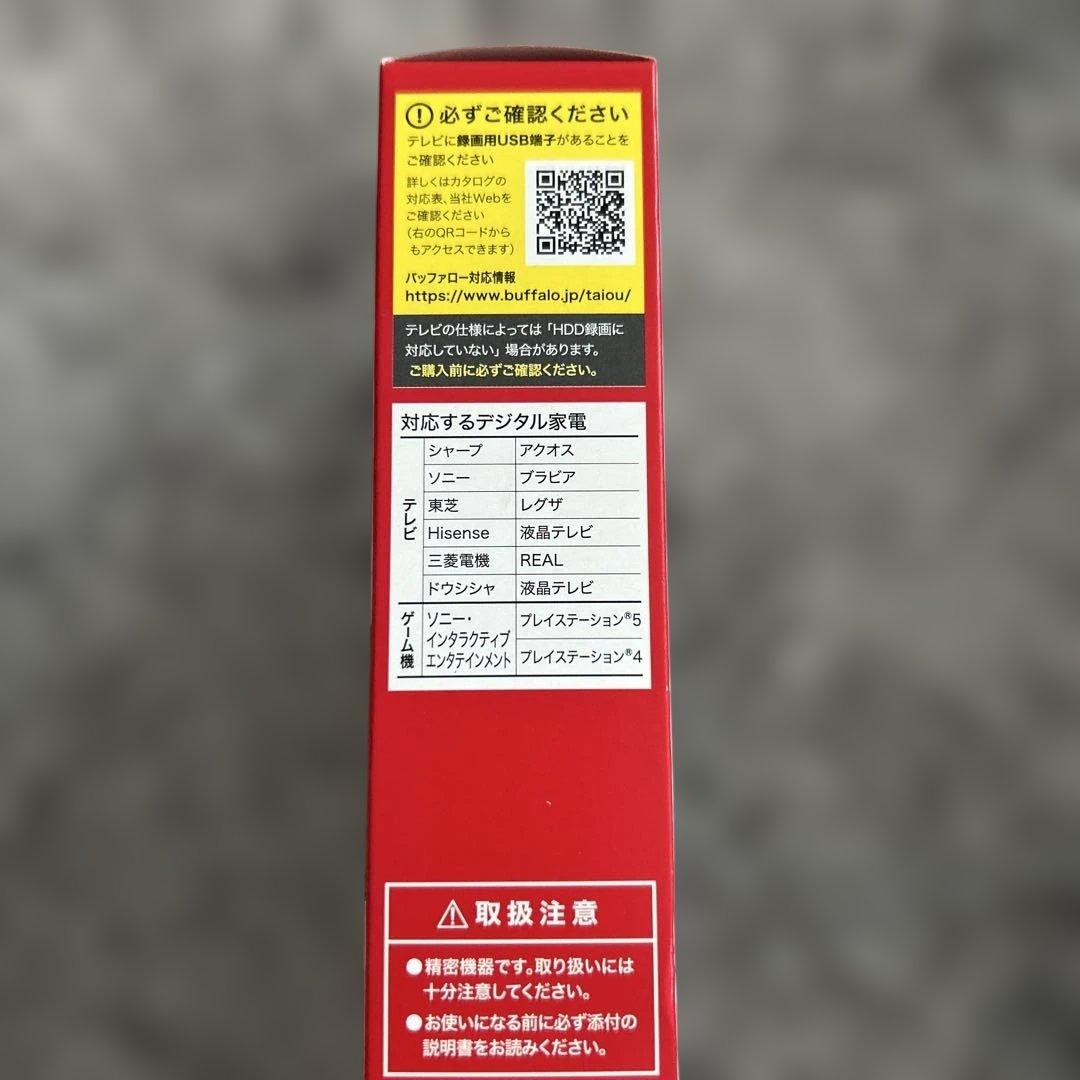 ! 必ずご確認ください
テレビに録画用USB端子があることを
ご確認ください
詳しくはカタログの
対応表、当社Webを
ご確認ください
(右のQRコードから
もアクセスできます)
バッファロー対応情報
https://www.buffalo.jp/taiou/
テレビの仕様によっては「HDD録画に
対応していない」場合があります。
ご購入前に必ずご確認ください。
対応するデジタル家電
テレビ
シャープ アクオス
ソニー ブラビア
東芝 レグザ
Hisense 液晶テレビ
三菱電機 REAL
ドウシシャ 液晶テレビ
ゲーム機
ソニー・
インタラクティブ
エンタテインメント
プレイステーション®5
プレイステーション®4
⚠取扱注意
●精密機器です。取り扱いには
十分注意してください。
●お使いになる前に必ず添付の
説明書をお読みください。